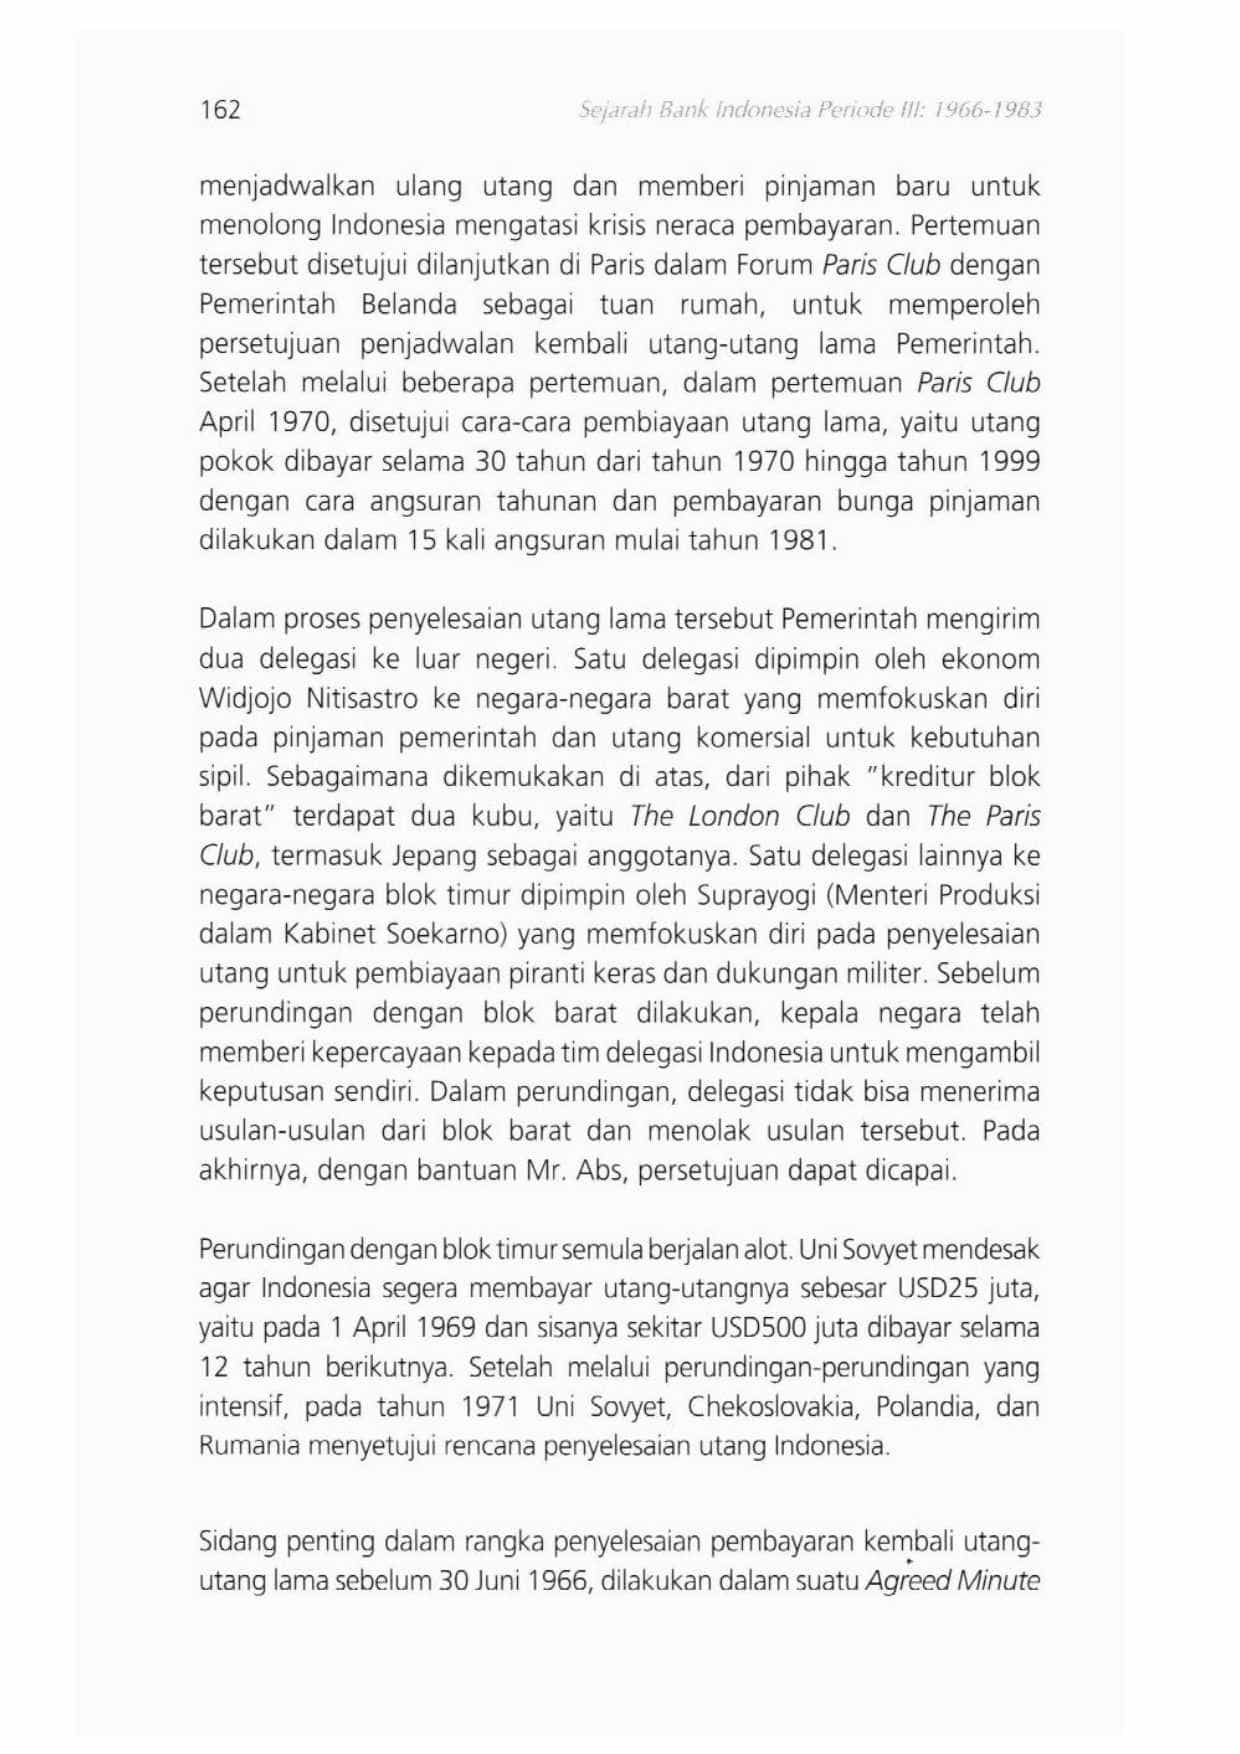 162
Sejarah Bank Indonesia Periode III: 1966-1983
menjadwalkan ulang utang dan memberi pinjaman baru untuk
menolong Indonesia mengatasi krisis neraca pembayaran. Pertemuan
tersebut disetujui dilanjutkan di Paris dalam Forum Paris Club dengan
Pemerintah Belanda sebagai tuan rumah, untuk memperoleh
persetujuan penjadwalan kembali utang-utang lama Pemerintah.
Setelah melalui beberapa pertemuan, dalam pertemuan Paris Club
April 1970, disetujui cara-cara pembiayaan utang lama, yaitu utang
pokok dibayar selama 30 tahun dari tahun 1970 hingga tahun 1999
dengan cara angsuran tahunan dan pembayaran bunga pinjaman
dilakukan dalam 15 kali angsuran mulai tahun 1981.
Dalam proses penyelesaian utang lama tersebut Pemerintah mengirim
dua delegasi ke luar negeri. Satu delegasi dipimpin oleh ekonom
Widjojo Nitisastro ke negara-negara barat yang memfokuskan diri
pada pinjaman pemerintah dan utang komersial untuk kebutuhan
sipil. Sebagaimana dikemukakan di atas, dari pihak "kreditur blok
barat" terdapat dua kubu, yaitu The London Club dan The Paris
Club, termasuk Jepang sebagai anggotanya. Satu delegasi lainnya ke
negara-negara blok timur dipimpin oleh Suprayogi (Menteri Produksi
dalam Kabinet Soekarno) yang memfokuskan diri pada penyelesaian
utang untuk pembiayaan piranti keras dan dukungan militer. Sebelum
perundingan dengan blok barat dilakukan, kepala negara telah
memberi kepercayaan kepada tim delegasi Indonesia untuk mengambil
keputusan sendiri. Dalam perundingan, delegasi tidak bisa menerima
usulan-usulan dari blok barat dan menolak usulan tersebut. Pada
akhirnya, dengan bantuan Mr. Abs, persetujuan dapat dicapai.
Perundingan dengan blok timur semula berjalan alot. Uni Sovyet mendesak
agar Indonesia segera membayar utang-utangnya sebesar USD25 juta,
yaitu pada 1 April 1969 dan sisanya sekitar USD500 juta dibayar selama
12 tahun berikutnya. Setelah melalui perundingan-perundingan yang
intensif, pada tahun 1971 Uni Sovyet, Chekoslovakia, Polandia, dan
Rumania menyetujui rencana penyelesaian utang Indonesia.
Sidang penting dalam rangka penyelesaian pembayaran kembali utang-
utang lama sebelum 30 Juni 1966, dilakukan dalam suatu Agreed Minute